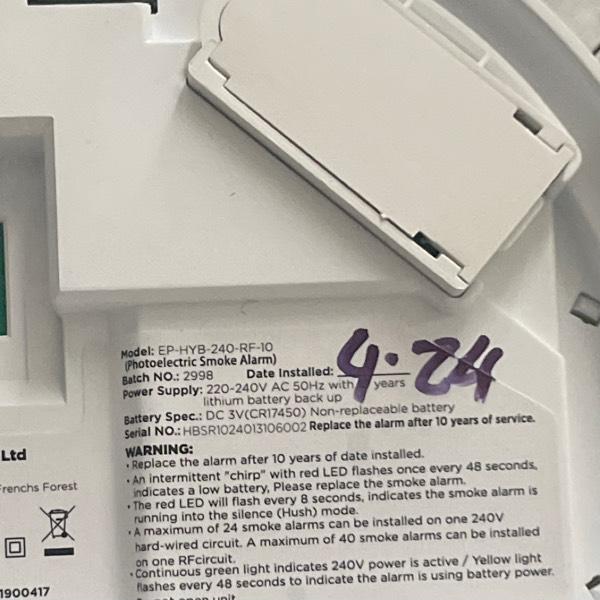 Model: EP-HYB-240-RF-10
(Photoelectric Smoke Alarm)
Batch NO.: 2998 Date Installed: 4.24
Power Supply: 220-240V AC 50Hz with years
lithium battery back up
Battery Spec.: DC 3V(CR17450) Non-replaceable battery
Serial NO.: HBSR1024013106002 Replace the alarm after 10 years of service.
WARNING:
• Replace the alarm after 10 years of date installed.
• An intermittent "chirp" with red LED flashes once every 48 seconds,
indicates a low battery, Please replace the smoke alarm.
• The red LED will flash every 8 seconds, indicates the smoke alarm is
running into the silence (Hush) mode.
• A maximum of 24 smoke alarms can be installed on one 240V
hard-wired circuit. A maximum of 40 smoke alarms can be installed
on one RFcircuit.
• Continuous green light indicates 240V power is active / Yellow light
flashes every 48 seconds to indicate the alarm is using battery power.
Ltd
Frenchs Forest
1900417